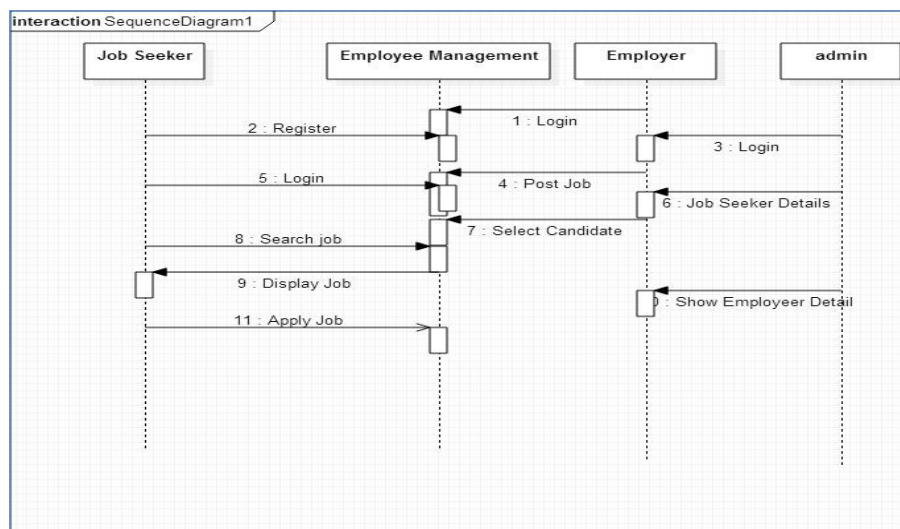 interaction SequenceDiagram1
Job Seeker
Employee Management
Employer
admin
1 : Login
2 : Register
3 : Login
4 : Post Job
5 : Login
6 : Job Seeker Details
7 : Select Candidate
8 : Search job
9 : Display Job
0 : Show Employeer Detail
11 : Apply Job